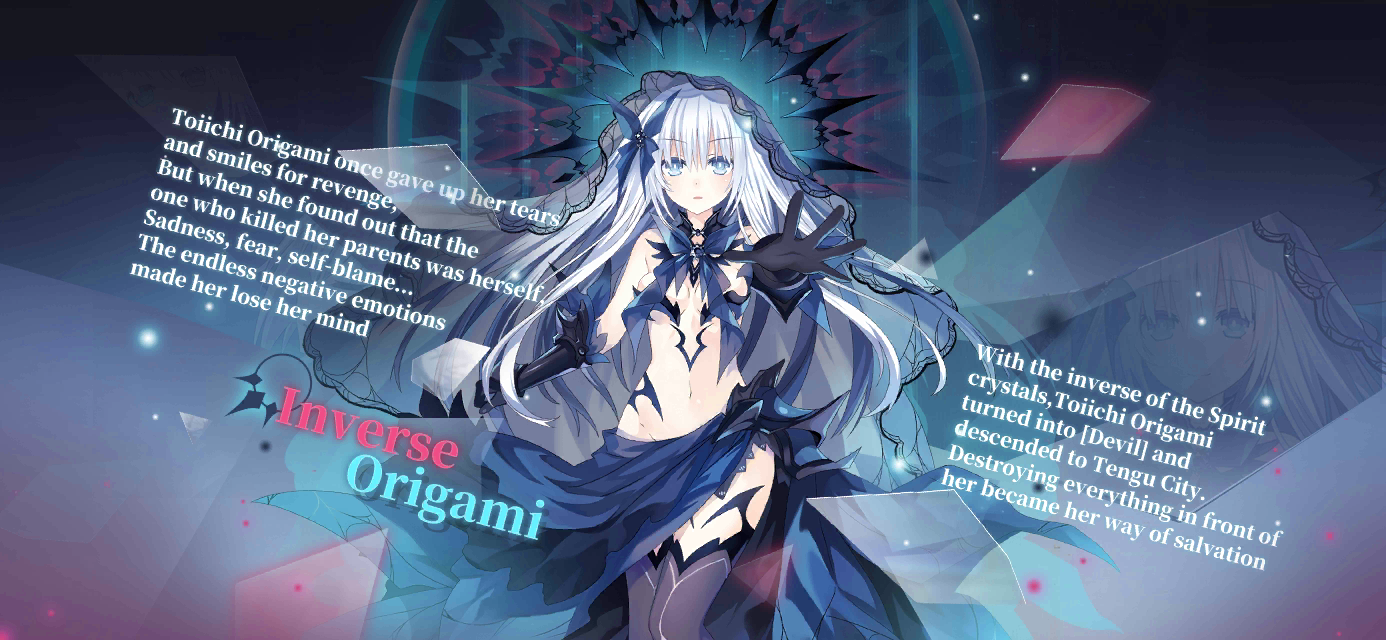 Toiichi Origami once gave up her tears
and smiles for revenge,
But when she found out that the
one who killed her parents was herself,
Sadness, fear, self-blame...
The endless negative emotions
made her lose her mind
Inverse
Origami
With the inverse of the Spirit
crystals,Toiichi Origami
turned into [Devil] and
descended to Tengu City.
Destroying everything in front of
her became her way of salvation